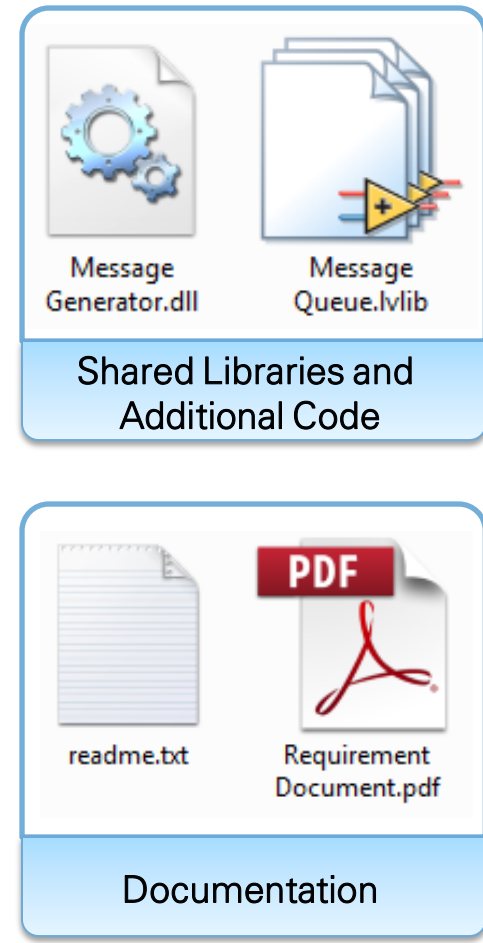 Message
Generator.dll
Message
Queue.lvlib
Shared Libraries and
Additional Code
PDF
readme.txt
Requirement
Document.pdf
Documentation